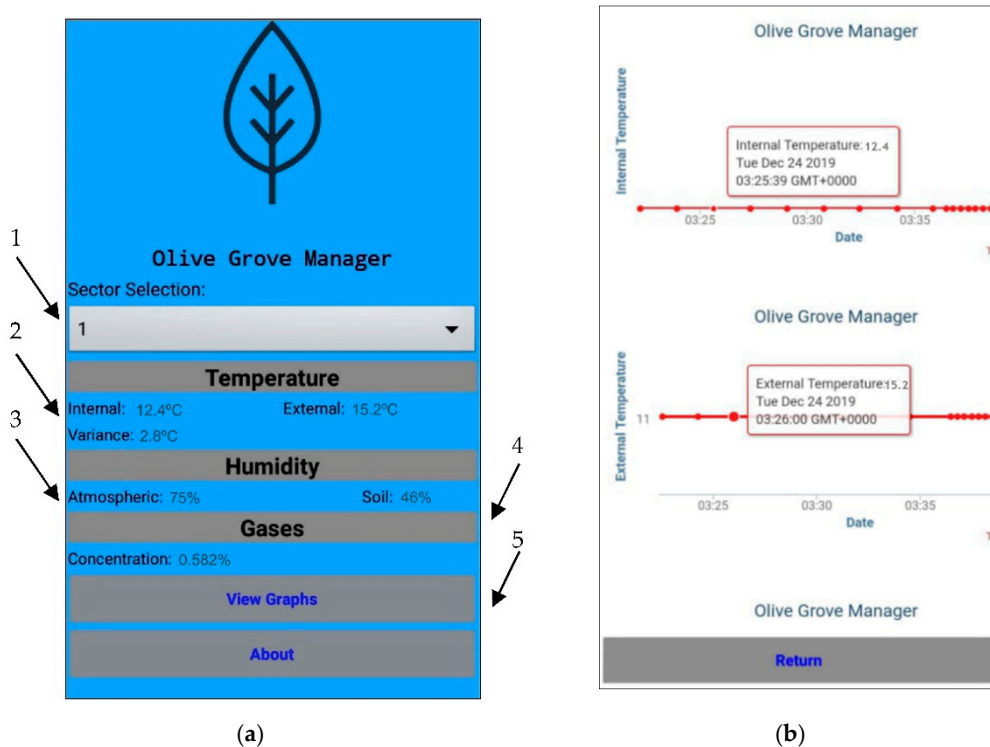 Olive Grove Manager
1
Sector Selection:
1
2
Temperature
Internal: 12.4ºC External: 15.2ºC
Variance: 2.8ºC
3
Humidity
Atmospheric: 75% Soil: 46%
4
Gases
Concentration: 0.582%
5
View Graphs
About
(a)
Olive Grove Manager
Internal Temperature
Internal Temperature: 12.4
Tue Dec 24 2019
03:25:39 GMT+0000
03:25 03:30 03:35
Date
T
Olive Grove Manager
External Temperature
External Temperature:15.2
Tue Dec 24 2019
03:26:00 GMT+0000
11
03:25 03:30 03:35
Date
T
Olive Grove Manager
Return
(b)